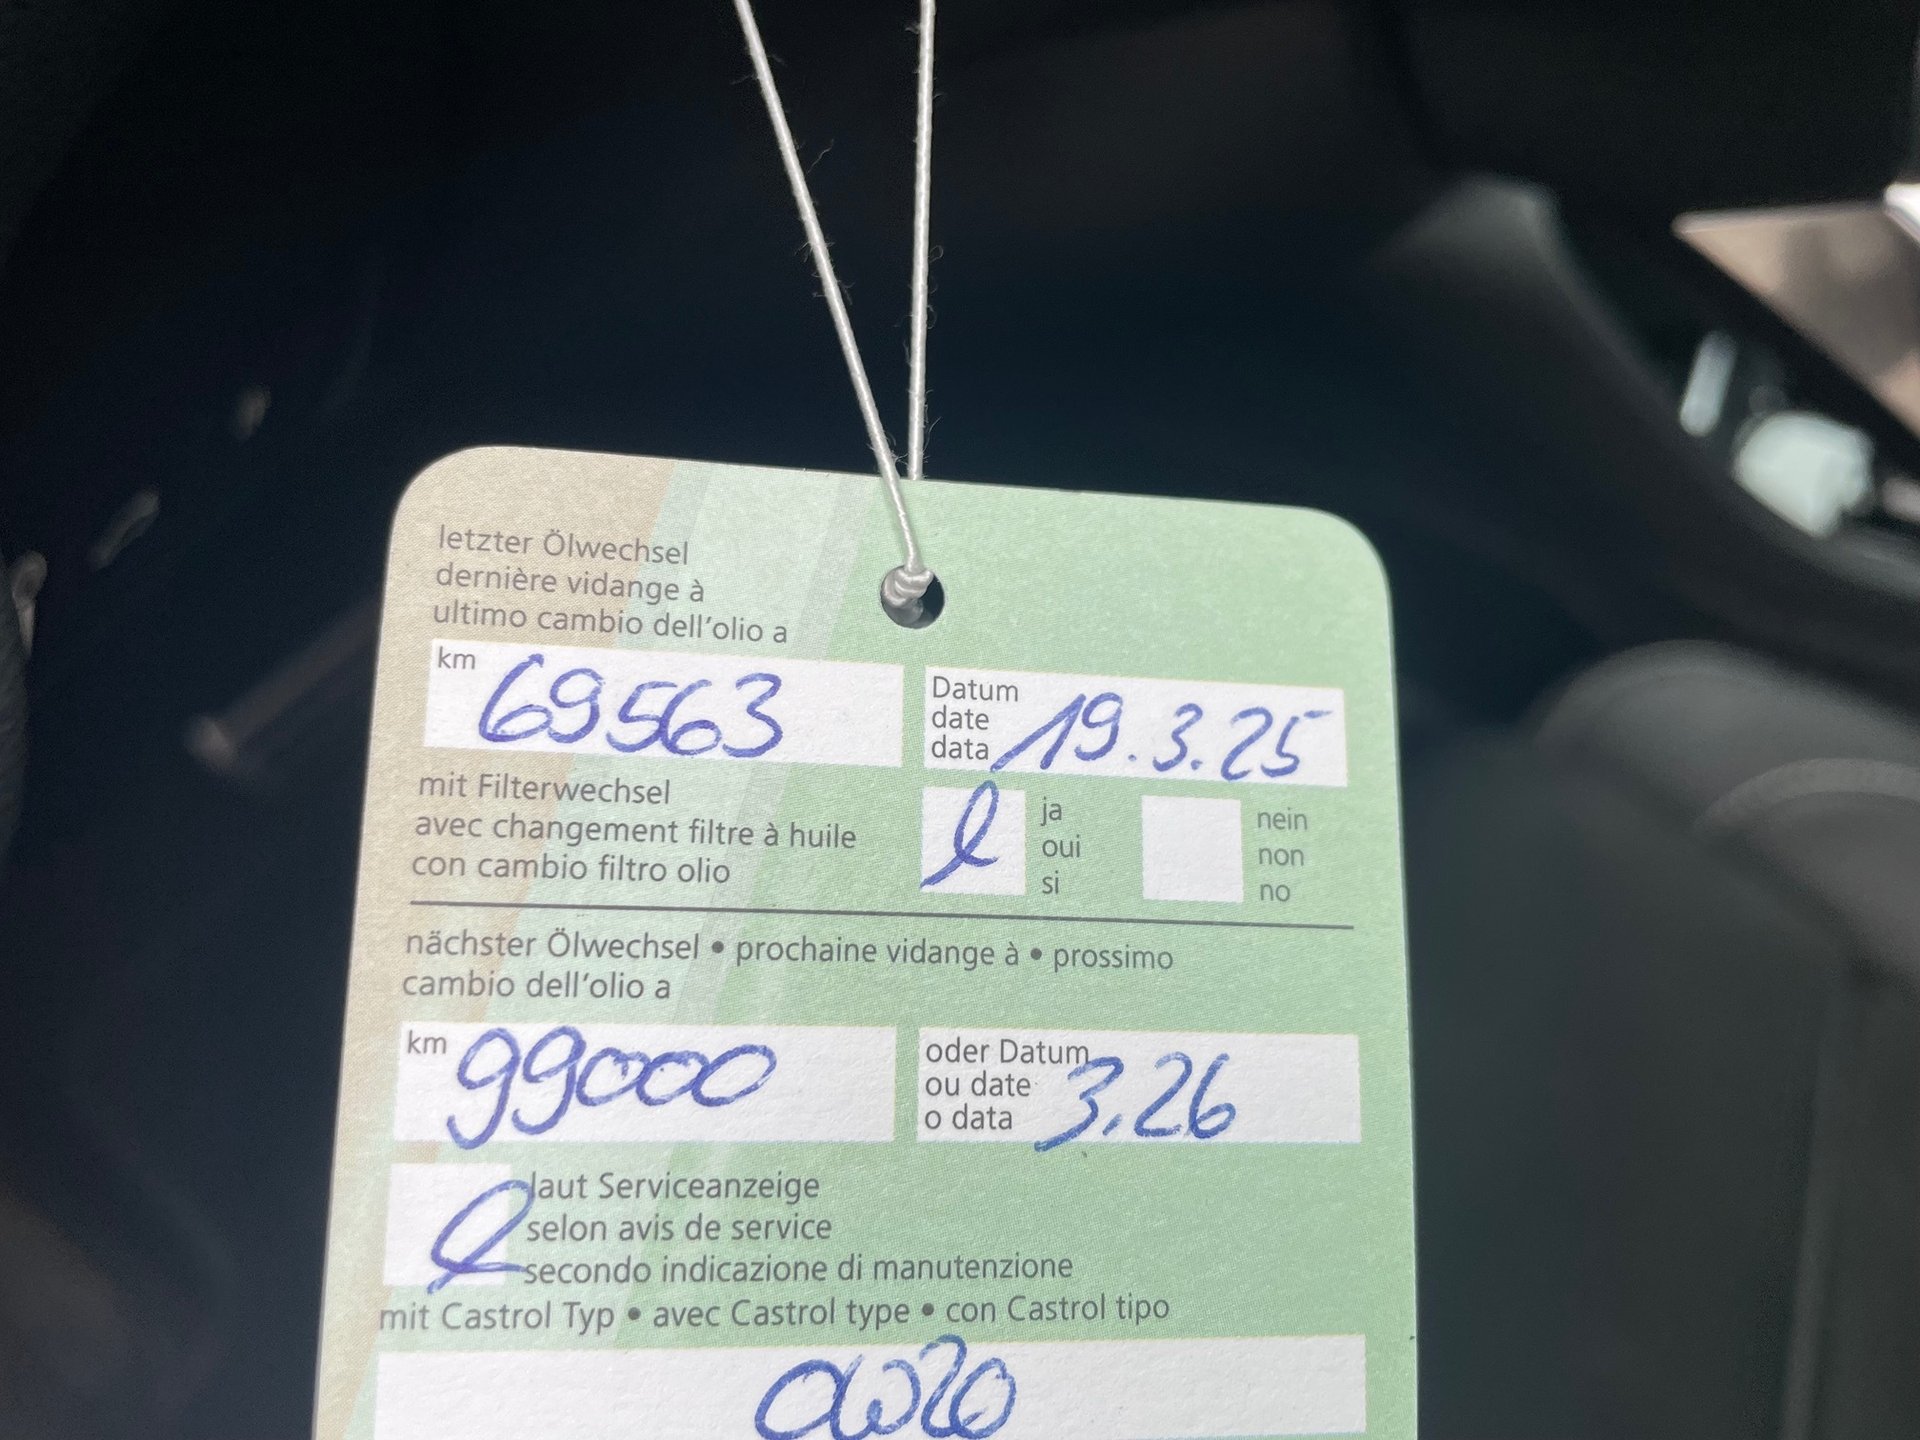 letzter Ölwechsel
dernière vidange à
ultimo cambio dell'olio a
km 69563
Datum
date
data
19.3.25
mit Filterwechsel
avec changement filtre à huile
con cambio filtro olio
ja
oui
si
nein
non
no
nächster Ölwechsel • prochaine vidange à • prossimo
cambio dell'olio a
km 99000
oder Datum
ou date
o data
3.26
laut Serviceanzeige
selon avis de service
secondo indicazione di manutenzione
mit Castrol Typ • avec Castrol type • con Castrol tipo
0W20